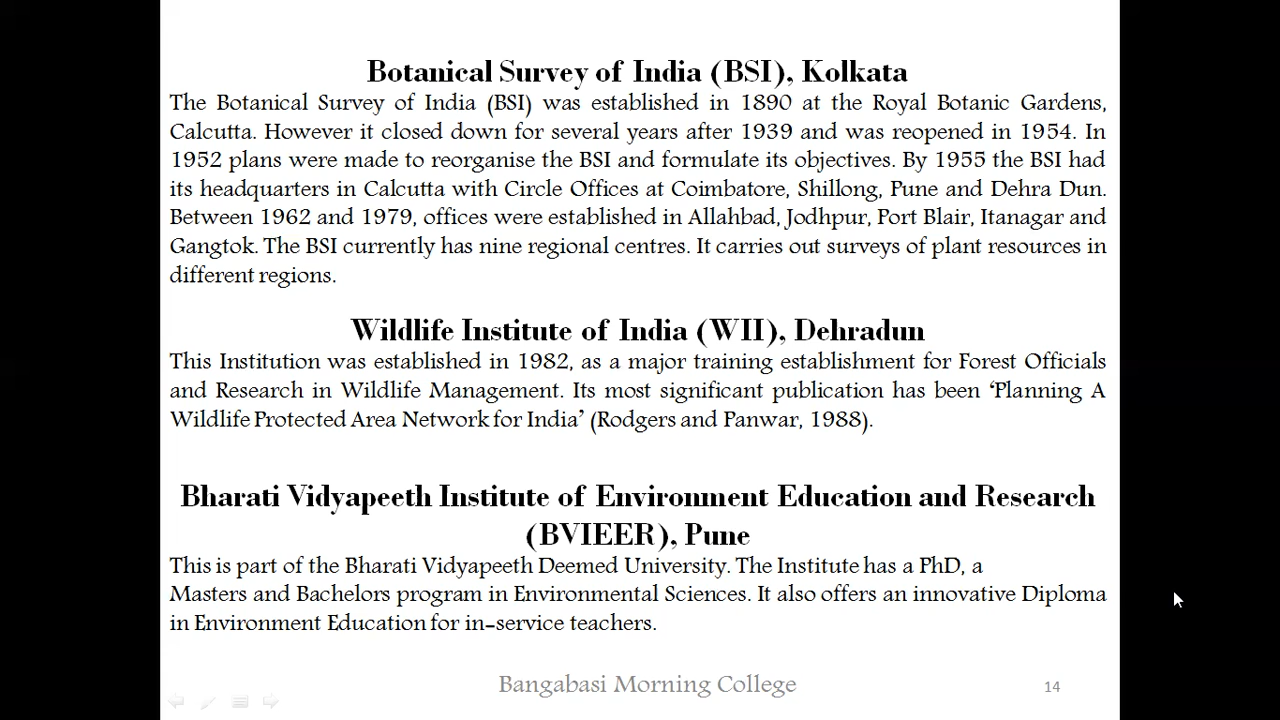 Botanical Survey of India (BSI), Kolkata
The Botanical Survey of India (BSI) was established in 1890 at the Royal Botanic Gardens,
Calcutta. However it closed down for several years after 1939 and was reopened in 1954. In
1952 plans were made to reorganise the BSI and formulate its objectives. By 1955 the BSI had
its headquarters in Calcutta with Circle Offices at Coimbatore, Shillong, Pune and Dehra Dun.
Between 1962 and 1979, offices were established in Allahbad, Jodhpur, Port Blair, Itanagar and
Gangtok. The BSI currently has nine regional centres. It carries out surveys of plant resources in
different regions.
Wildlife Institute of India (WII), Dehradun
This Institution was established in 1982, as a major training establishment for Forest Officials
and Research in Wildlife Management. Its most significant publication has been ‘Planning A
Wildlife Protected Area Network for India’ (Rodgers and Panwar, 1988).
Bharati Vidyapeeth Institute of Environment Education and Research
(BVIEER), Pune
This is part of the Bharati Vidyapeeth Deemed University. The Institute has a PhD, a
Masters and Bachelors program in Environmental Sciences. It also offers an innovative Diploma
in Environment Education for in-service teachers.
Bangabasi Morning College
14